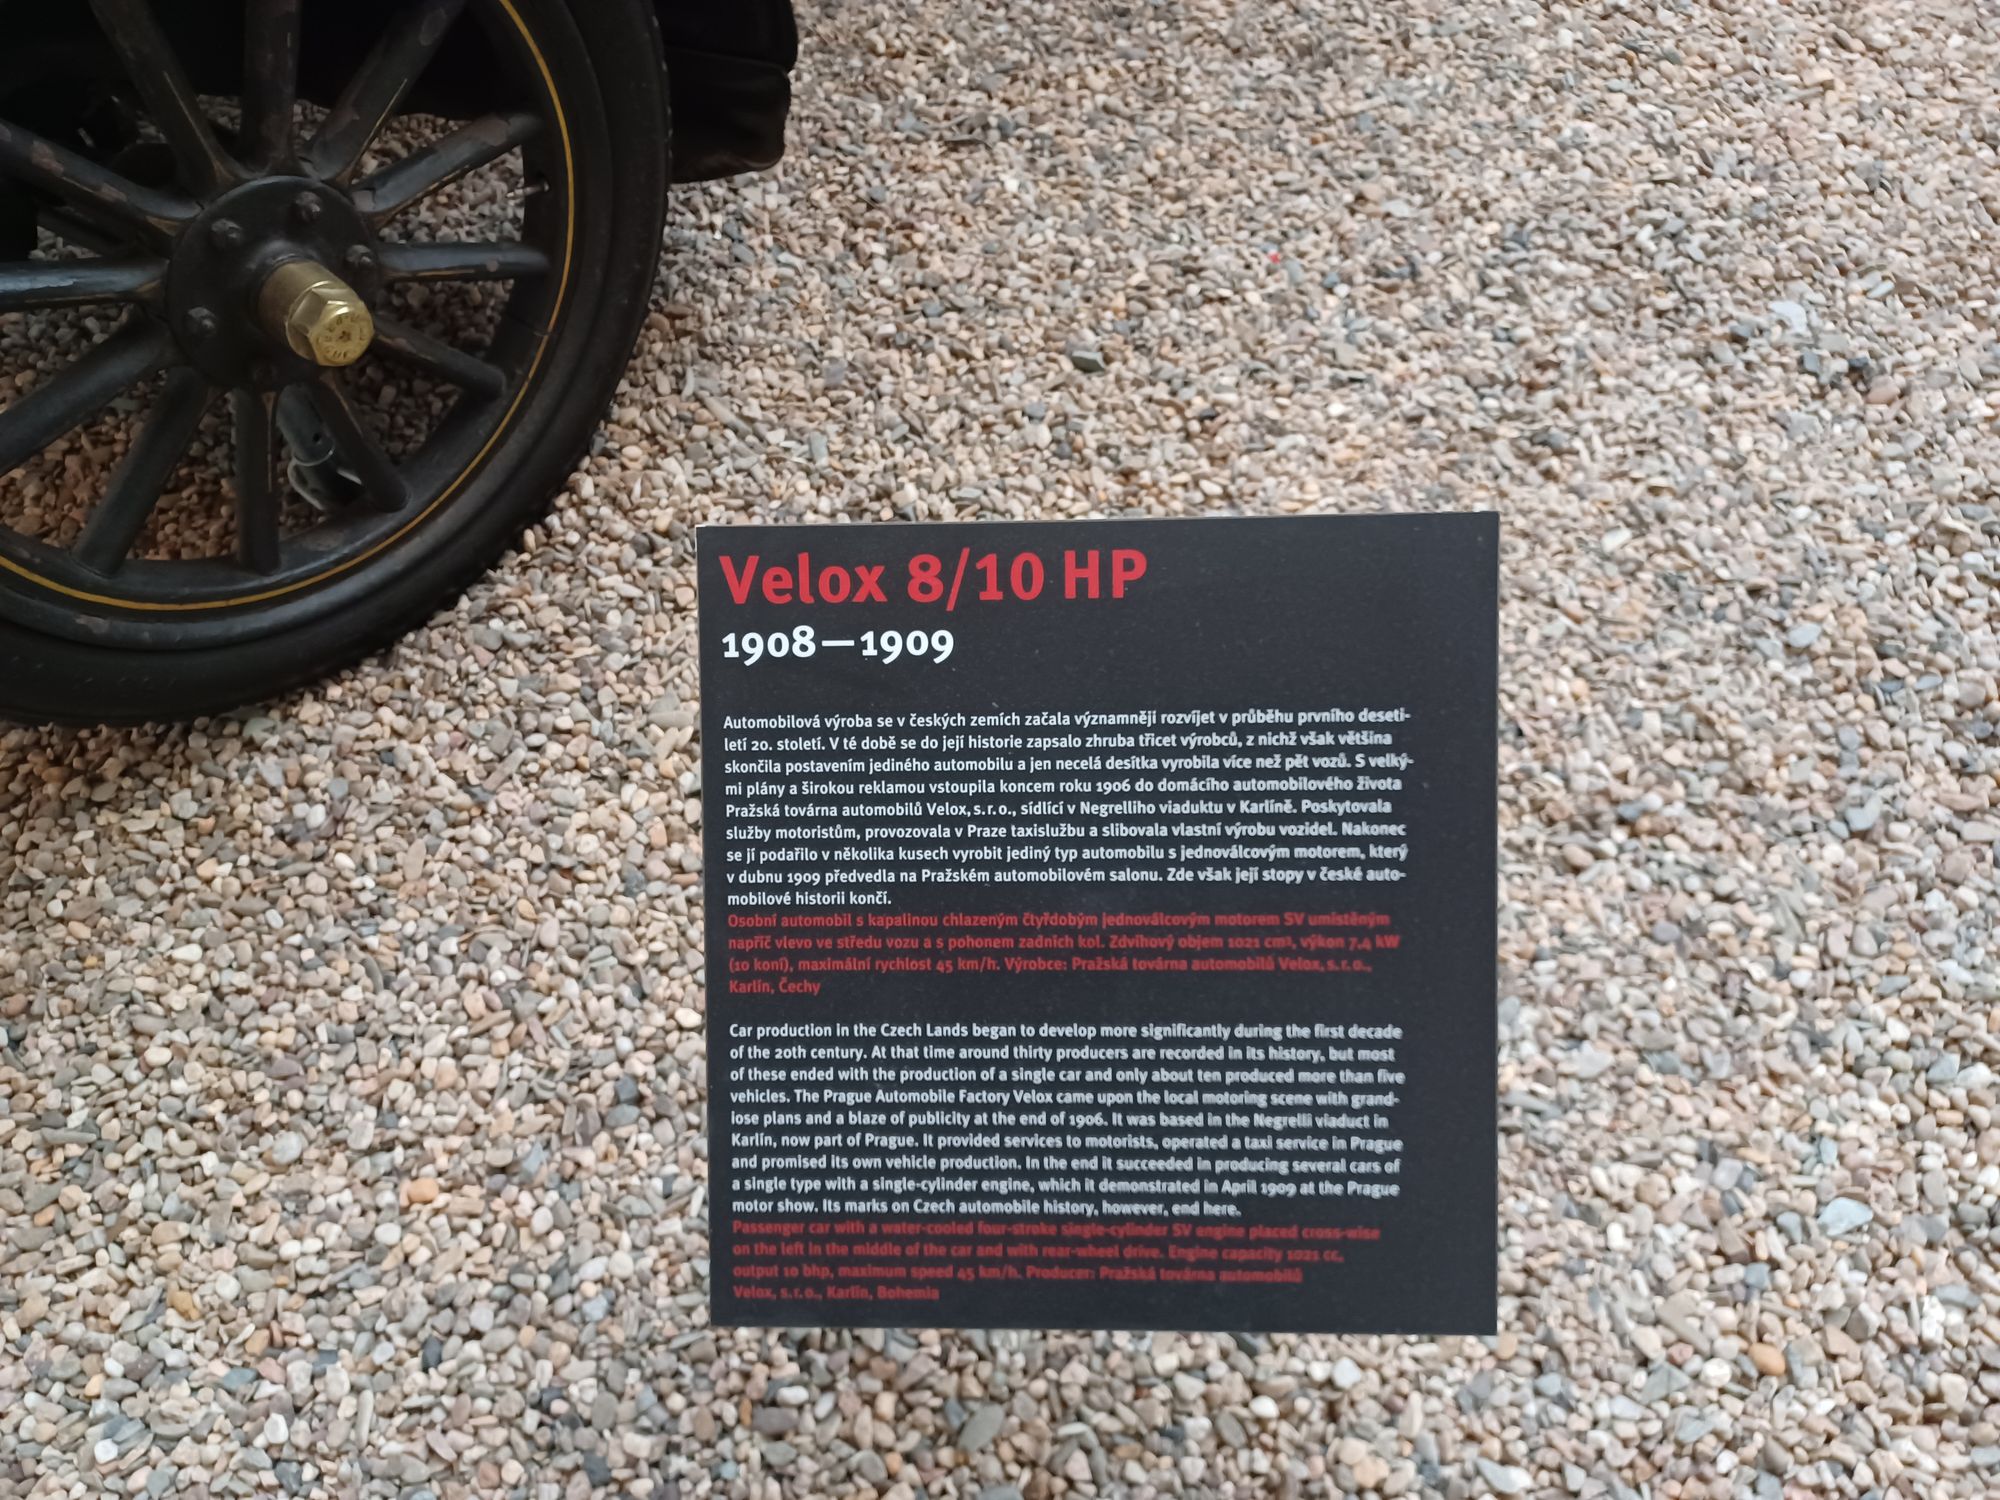 Velox 8/10 HP
1908—1909
Automobilová výroba se v českých zemích začala významněji rozvíjet v průběhu prvního deseti-
letí 20. století. V té době se do její historie zapsalo zhruba třicet výrobců, z nichž však většina
skončila postavením jediného automobilu a jen necelá desítka vyrobila více než pět vozů. S velký-
mi plány a širokou reklamou vstoupila koncem roku 1906 do domácího automobilového života
Pražská továrna automobilů Velox, s. r. o., sídlící v Negrelliho viaduktu v Karlíně. Poskytovala
služby motoristům, provozovala v Praze taxislužbu a slibovala vlastní výrobu vozidel. Nakonec
se jí podařilo v několika kusech vyrobit jediný typ automobilu s jednoválcovým motorem, který
v dubnu 1909 předvedla na Pražském automobilovém salonu. Zde však její stopy v české auto-
mobilové historii končí.
Osobní automobil s kapalinou chlazeným čtyřdobým jednoválcovým motorem SV umístěným
napříč vlevo ve středu vozu a s pohonem zadních kol. Zdvihový objem 1021 cm³, výkon 7,4 kW
(10 koní), maximální rychlost 45 km/h. Výrobce: Pražská továrna automobilů Velox, s. r. o.,
Karlín, Čechy
Car production in the Czech Lands began to develop more significantly during the first decade
of the 20th century. At that time around thirty producers are recorded in its history, but most
of these ended with the production of a single car and only about ten produced more than five
vehicles. The Prague Automobile Factory Velox came upon the local motoring scene with grand-
iose plans and a blaze of publicity at the end of 1906. It was based in the Negrelli viaduct in
Karlín, now part of Prague. It provided services to motorists, operated a taxi service in Prague
and promised its own vehicle production. In the end it succeeded in producing several cars of
a single type with a single-cylinder engine, which it demonstrated in April 1909 at the Prague
motor show. Its marks on Czech automobile history, however, end here.
Passenger car with a water-cooled four-stroke single-cylinder SV engine placed cross-wise
on the left in the middle of the car and with rear-wheel drive. Engine capacity 1021 cc,
output 10 bhp, maximum speed 45 km/h. Producer: Pražská továrna automobilů
Velox, s. r. o., Karlín, Bohemia